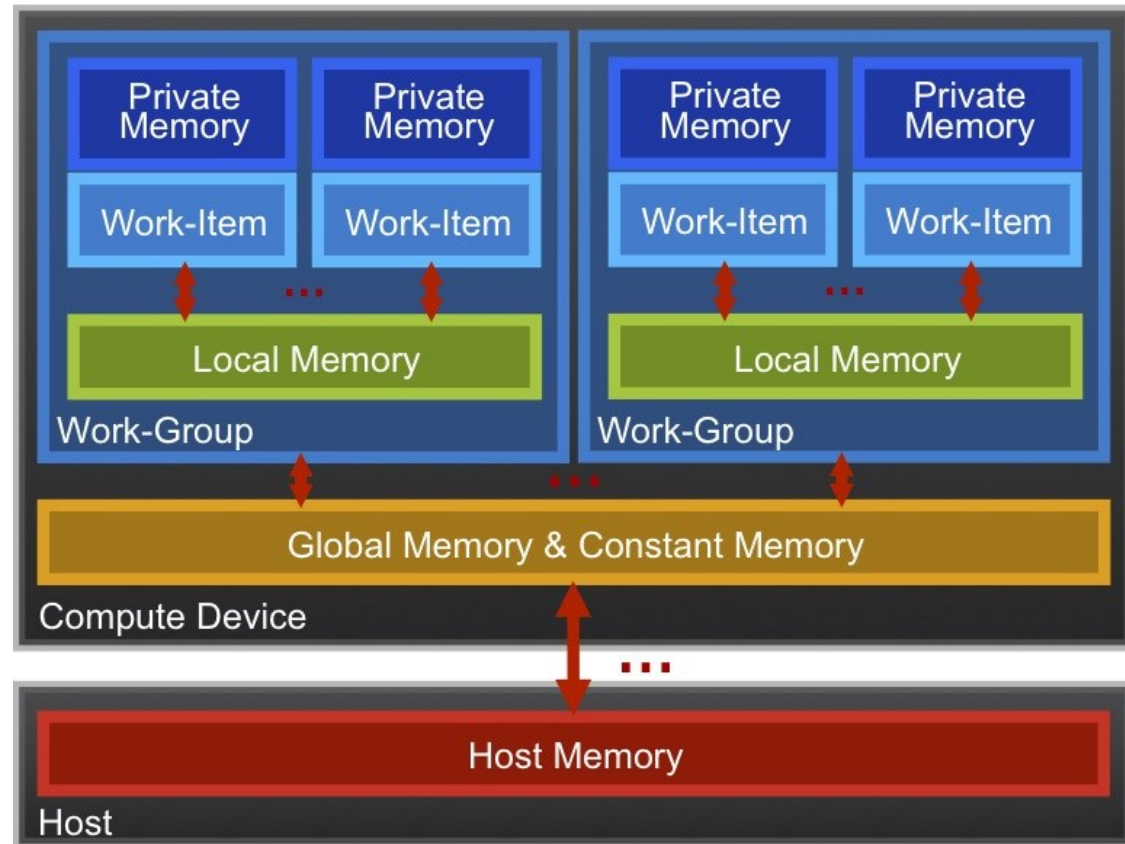 Private
Memory
Private
Memory
Private
Memory
Private
Memory
Work-Item
Work-Item
Work-Item
Work-Item
...
...
Local Memory
Local Memory
Work-Group
Work-Group
...
Global Memory & Constant Memory
Compute Device
...
Host Memory
Host